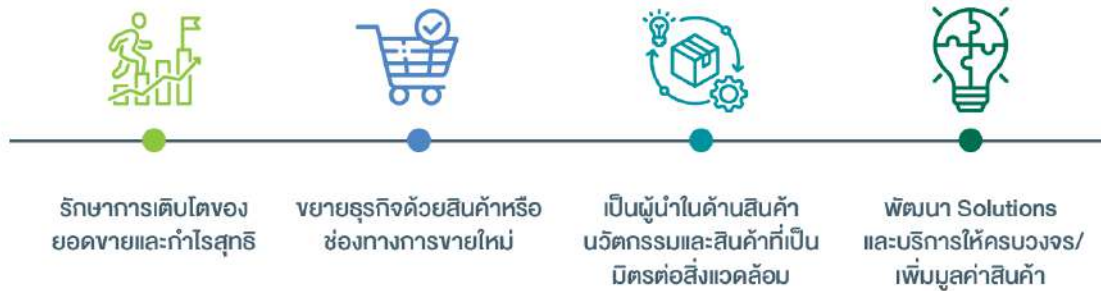 รักษาการเติบโตของ
ยอดขายและกำไรสุทธิ
ขยายธุรกิจด้วยสินค้าหรือ
ช่องทางการขายใหม่
เป็นผู้นำในด้านสินค้า
นวัตกรรมและสินค้าที่เป็น
มิตรต่อสิ่งแวดล้อม
พัฒนา Solutions
และบริการให้ครบวงจร/
เพิ่มมูลค่าสินค้า